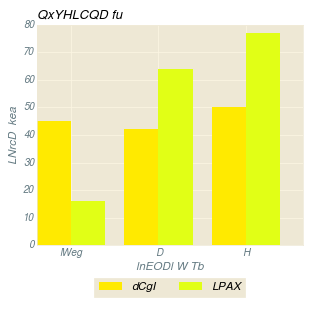 QxYHLCQD fu
80
70
60
50
40
30
20
10
0
LNrcD kea
IWeg D H
InEODI W Tb
dCgI LPAX